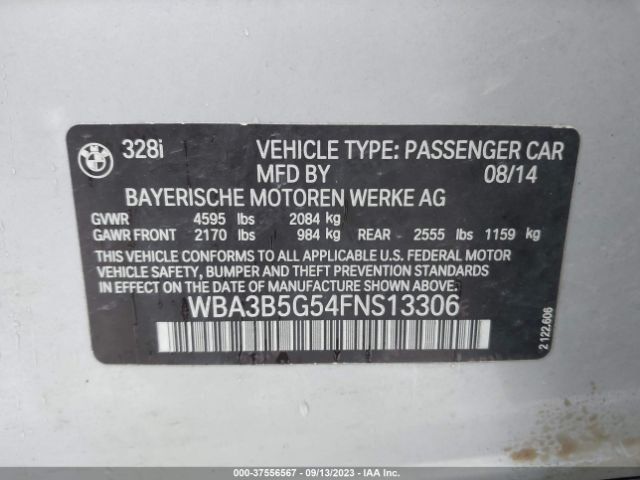 BMW
328i VEHICLE TYPE: PASSENGER CAR
MFD BY 08/14
BAYERISCHE MOTOREN WERKE AG
GVWR 4595 lbs 2084 kg
GAWR FRONT 2170 lbs 984 kg REAR - 2555 lbs 1159 kg
THIS VEHICLE CONFORMS TO ALL APPLICABLE U.S. FEDERAL MOTOR
VEHICLE SAFETY, BUMPER AND THEFT PREVENTION STANDARDS
IN EFFECT ON THE DATE OF MANUFACTURE SHOWN ABOVE.
WBA3B5G54FNS13306
2 122.606
000-37556567 - 09/13/2023 - IAAI.COM